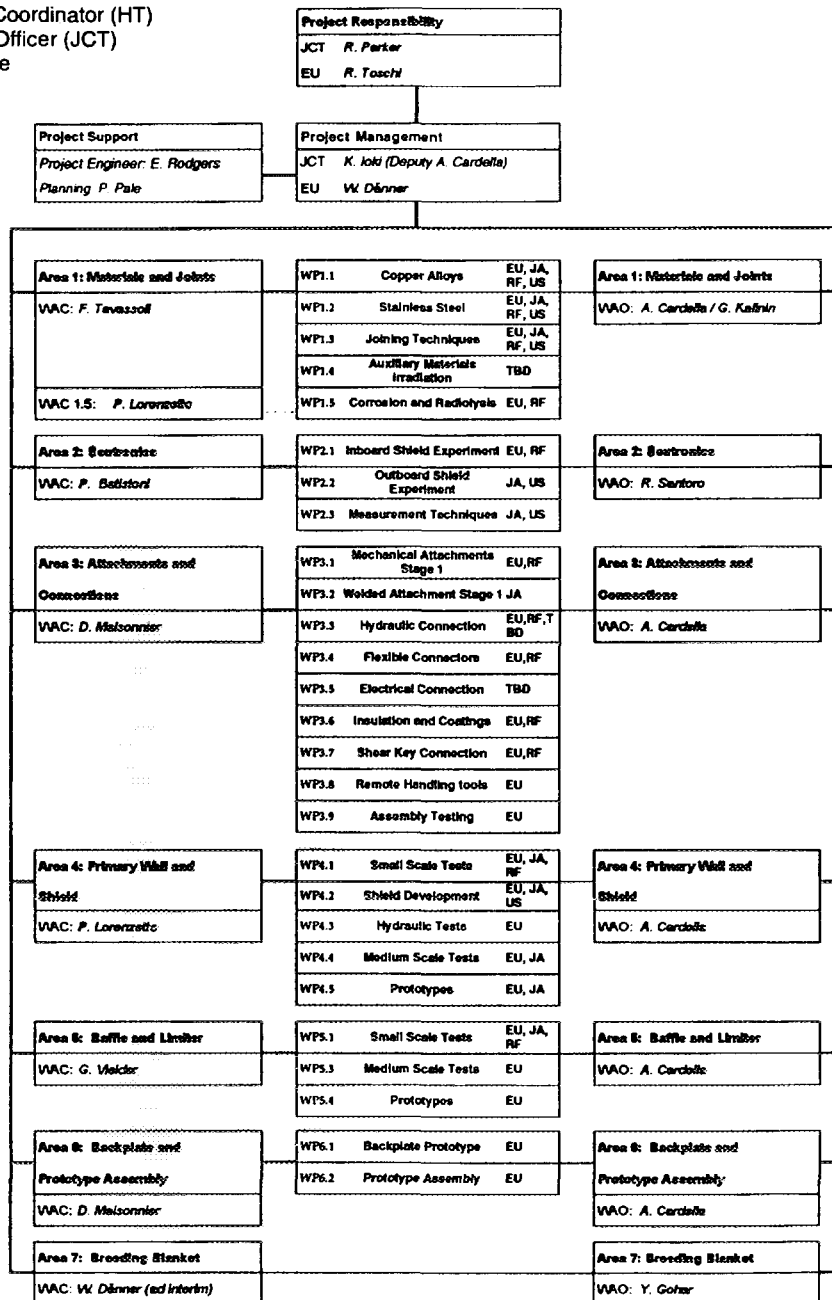 Coordinator (HT)
Officer (JCT)
e
Project Responsibility
JCT R. Parker
EU R. Toschi
Project Support
Project Engineer: E. Rodgers
Planning P. Pale
Project Management
JCT K. Ioki (Deputy A. Cardella)
EU W. Dänner
Area 1: Materials and Joints
WAC: F. Tavassoli
WAC 1.5: P. Lorenzetto
WP1.1 Copper Alloys EU, JA, RF, US
WP1.2 Stainless Steel EU, JA, RF, US
WP1.3 Joining Techniques EU, JA, RF, US
WP1.4 Auxiliary Materials Irradiation TBD
WP1.5 Corrosion and Radiolysis EU, RF
Area 1: Materials and Joints
WAO: A. Cardella / G. Kalinin
Area 2: Neutronics
WAC: P. Batistoni
WP2.1 Inboard Shield Experiment EU, RF
WP2.2 Outboard Shield Experiment JA, US
WP2.3 Measurement Techniques JA, US
Area 2: Neutronics
WAO: R. Santoro
Area 3: Attachments and
Connections
WAC: D. Maisonnier
WP3.1 Mechanical Attachments Stage 1 EU,RF
WP3.2 Welded Attachment Stage 1 JA
WP3.3 Hydraulic Connection EU,RF,TBD
WP3.4 Flexible Connectors EU,RF
WP3.5 Electrical Connection TBD
WP3.6 Insulation and Coatings EU,RF
WP3.7 Shear Key Connection EU,RF
WP3.8 Remote Handling tools EU
WP3.9 Assembly Testing EU
Area 3: Attachments and
Connections
WAO: A. Cardella
Area 4: Primary Wall and
Shield
WAC: P. Lorenzetto
WP4.1 Small Scale Tests EU, JA, RF
WP4.2 Shield Development EU, JA, US
WP4.3 Hydraulic Tests EU
WP4.4 Medium Scale Tests EU, JA
WP4.5 Prototypes EU, JA
Area 4: Primary Wall and
Shield
WAO: A. Cardella
Area 5: Baffle and Limiter
WAC: G. Vieider
WP5.1 Small Scale Tests EU, JA, RF
WP5.3 Medium Scale Tests EU
WP5.4 Prototypes EU
Area 5: Baffle and Limiter
WAO: A. Cardella
Area 6: Backplate and
Prototype Assembly
WAC: D. Maisonnier
WP6.1 Backplate Prototype EU
WP6.2 Prototype Assembly EU
Area 6: Backplate and
Prototype Assembly
WAO: A. Cardella
Area 7: Breeding Blanket
WAC: W. Dänner (ad interim)
Area 7: Breeding Blanket
WAO: Y. Gohar